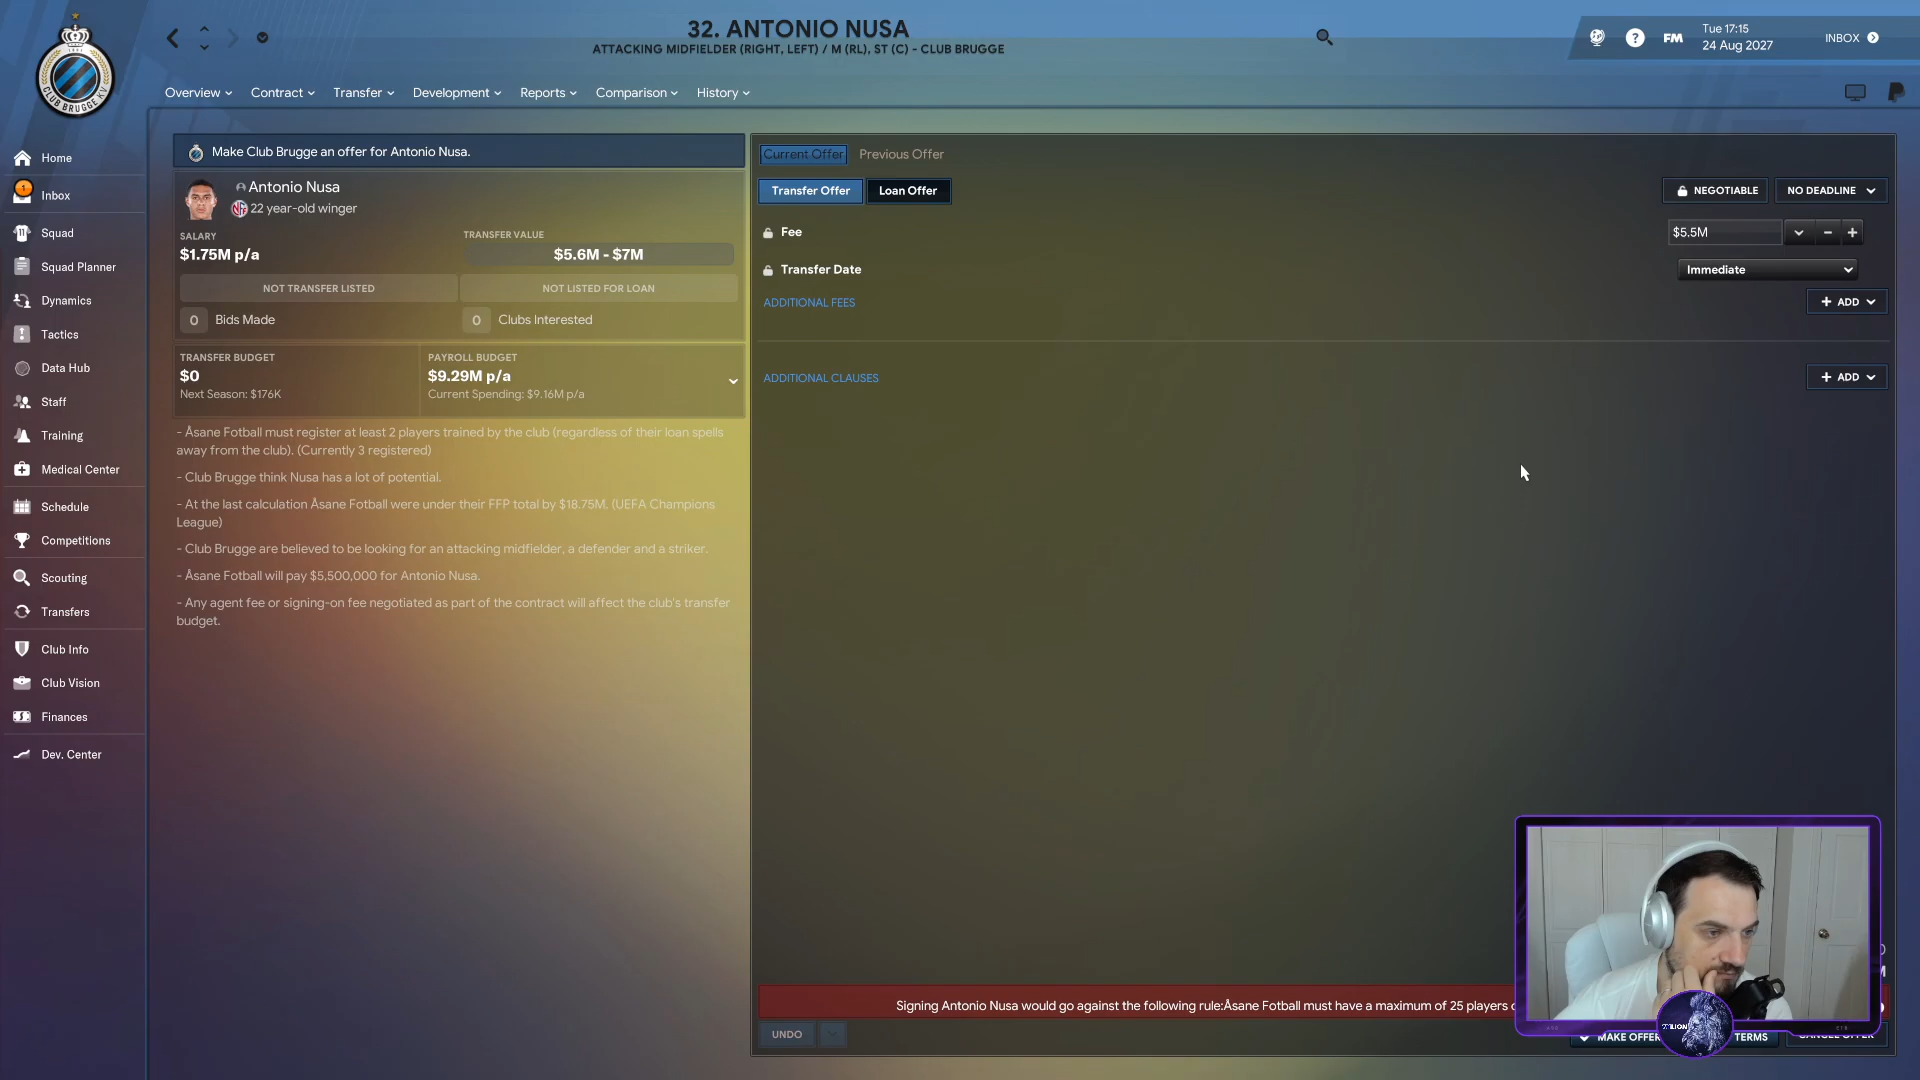 32. ANTONIO NUSA
ATTACKING MIDFIELDER (RIGHT, LEFT) / M (RL), ST (C) - CLUB BRUGGE
FM
Tue 17:15
24 Aug 2027
INBOX
CLUB BRUGGE KV
Overview
Contract
Transfer
Development
Reports
Comparison
History
Home
1
Inbox
Squad
Squad Planner
Dynamics
Tactics
Data Hub
Staff
Training
Medical Center
Schedule
Competitions
Scouting
Transfers
Club Info
Club Vision
Finances
Dev. Center
Make Club Brugge an offer for Antonio Nusa.
Antonio Nusa
22 year-old winger
SALARY
$1.75M p/a
TRANSFER VALUE
$5.6M - $7M
NOT TRANSFER LISTED
NOT LISTED FOR LOAN
0 Bids Made
0 Clubs Interested
TRANSFER BUDGET
$0
Next Season: $176K
PAYROLL BUDGET
$9.29M p/a
Current Spending: $9.16M p/a
- Åsane Fotball must register at least 2 players trained by the club (regardless of their loan spells
away from the club). (Currently 3 registered)
- Club Brugge think Nusa has a lot of potential.
- At the last calculation Åsane Fotball were under their FFP total by $18.75M. (UEFA Champions
League)
- Club Brugge are believed to be looking for an attacking midfielder, a defender and a striker.
- Åsane Fotball will pay $5,500,000 for Antonio Nusa.
- Any agent fee or signing-on fee negotiated as part of the contract will affect the club's transfer
budget.
Current Offer
Previous Offer
Transfer Offer
Loan Offer
NEGOTIABLE
NO DEADLINE
Fee
$5.5M
Transfer Date
Immediate
ADDITIONAL FEES
ADD
ADDITIONAL CLAUSES
ADD
Signing Antonio Nusa would go against the following rule:Åsane Fotball must have a maximum of 25 players
UNDO
MAKE OFFER
TERMS
CANCEL OFFER